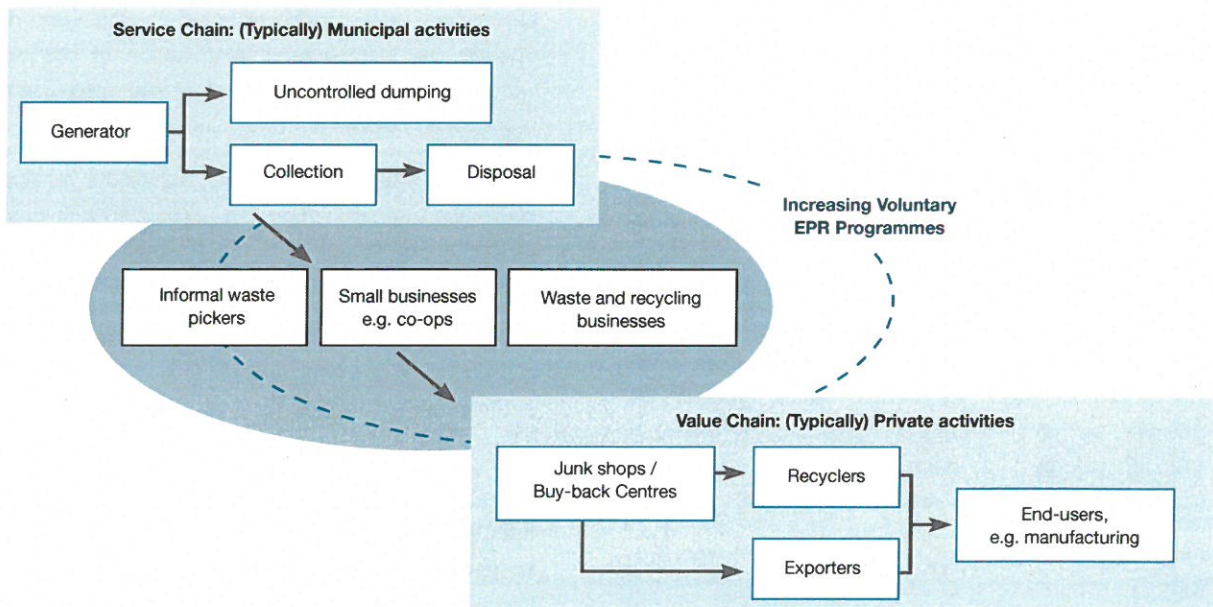 Service Chain: (Typically) Municipal activities
Uncontrolled dumping
Generator
Collection
Disposal
Increasing Voluntary
EPR Programmes
Informal waste
pickers
Small businesses
e.g. co-ops
Waste and recycling
businesses
Value Chain: (Typically) Private activities
Junk shops /
Buy-back Centres
Recyclers
End-users,
e.g. manufacturing
Exporters